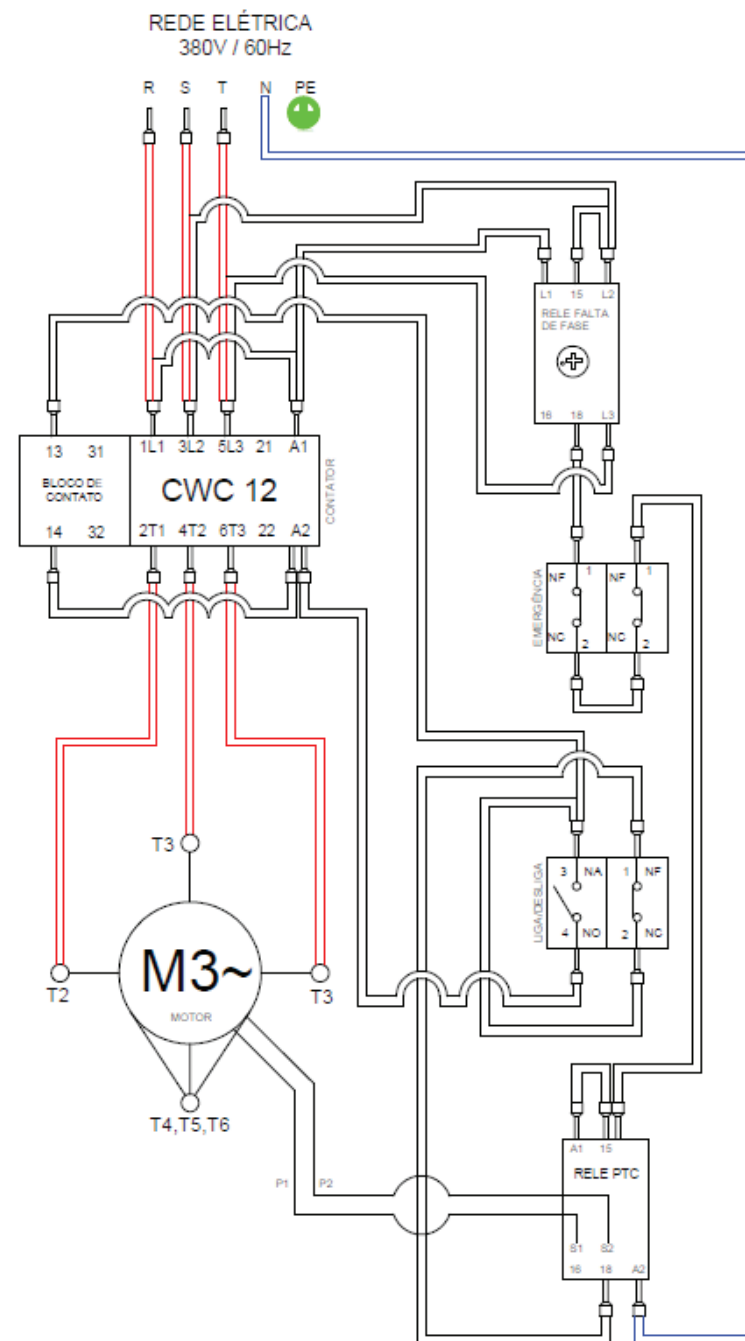 REDE ELÉTRICA
380V / 60Hz
R S T N PE
L1 15 L2
RELE FALTA
DE FASE
16 18 L3
13 31 1L1 3L2 5L3 21 A1
BLOCO DE
CONTATO
CWC 12
CONTATOR
14 32 2T1 4T2 6T3 22 A2
EMERGÊNCIA
NF 1 NF 1
NC 2 NC 2
LIGA/DESLIGA
3 NA 1 NF
4 NO 2 NC
T3
M3~
MOTOR
T2
T3
T4,T5,T6
P1 P2
A1 15
RELE PTC
S1 S2
16 18 A2